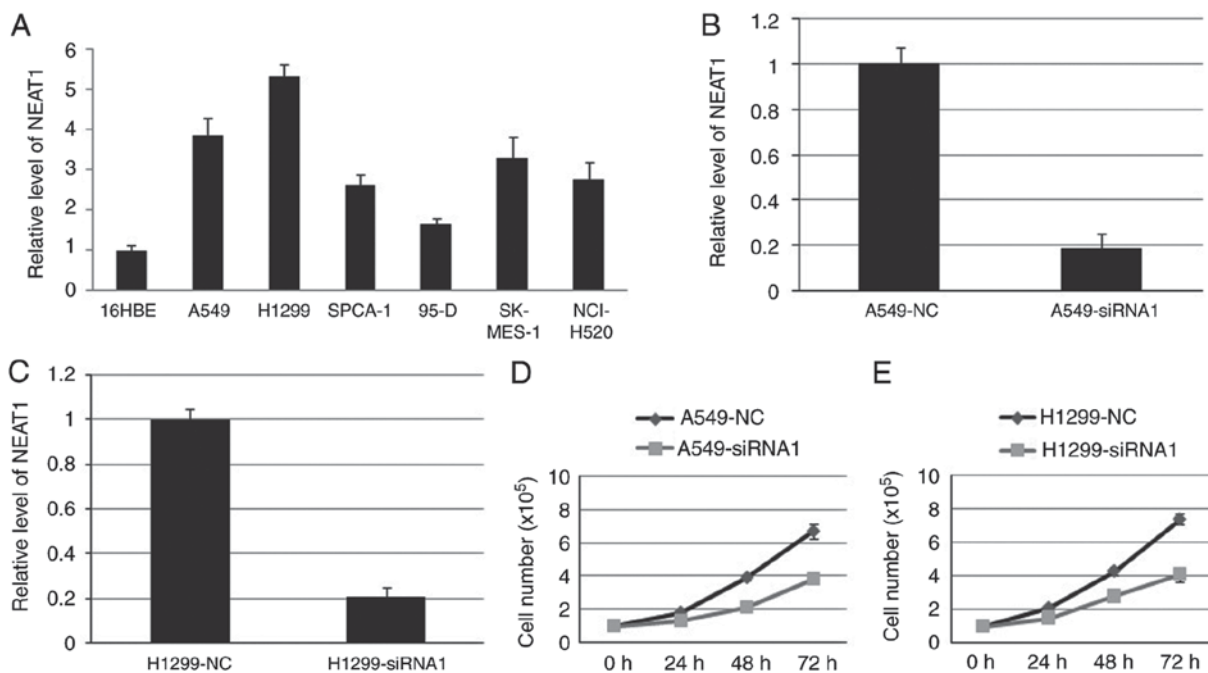 A
Relative level of NEAT1
6
5
4
3
2
1
0
16HBE A549 H1299 SPCA-1 95-D SK-MES-1 NCI-H520
B
Relative level of NEAT1
1.2
1
0.8
0.6
0.4
0.2
0
A549-NC A549-siRNA1
C
Relative level of NEAT1
1.2
1
0.8
0.6
0.4
0.2
0
H1299-NC H1299-siRNA1
D
A549-NC
A549-siRNA1
Cell number (x10⁵)
10
8
6
4
2
0
0 h 24 h 48 h 72 h
E
H1299-NC
H1299-siRNA1
Cell number (x10⁵)
10
8
6
4
2
0
0 h 24 h 48 h 72 h